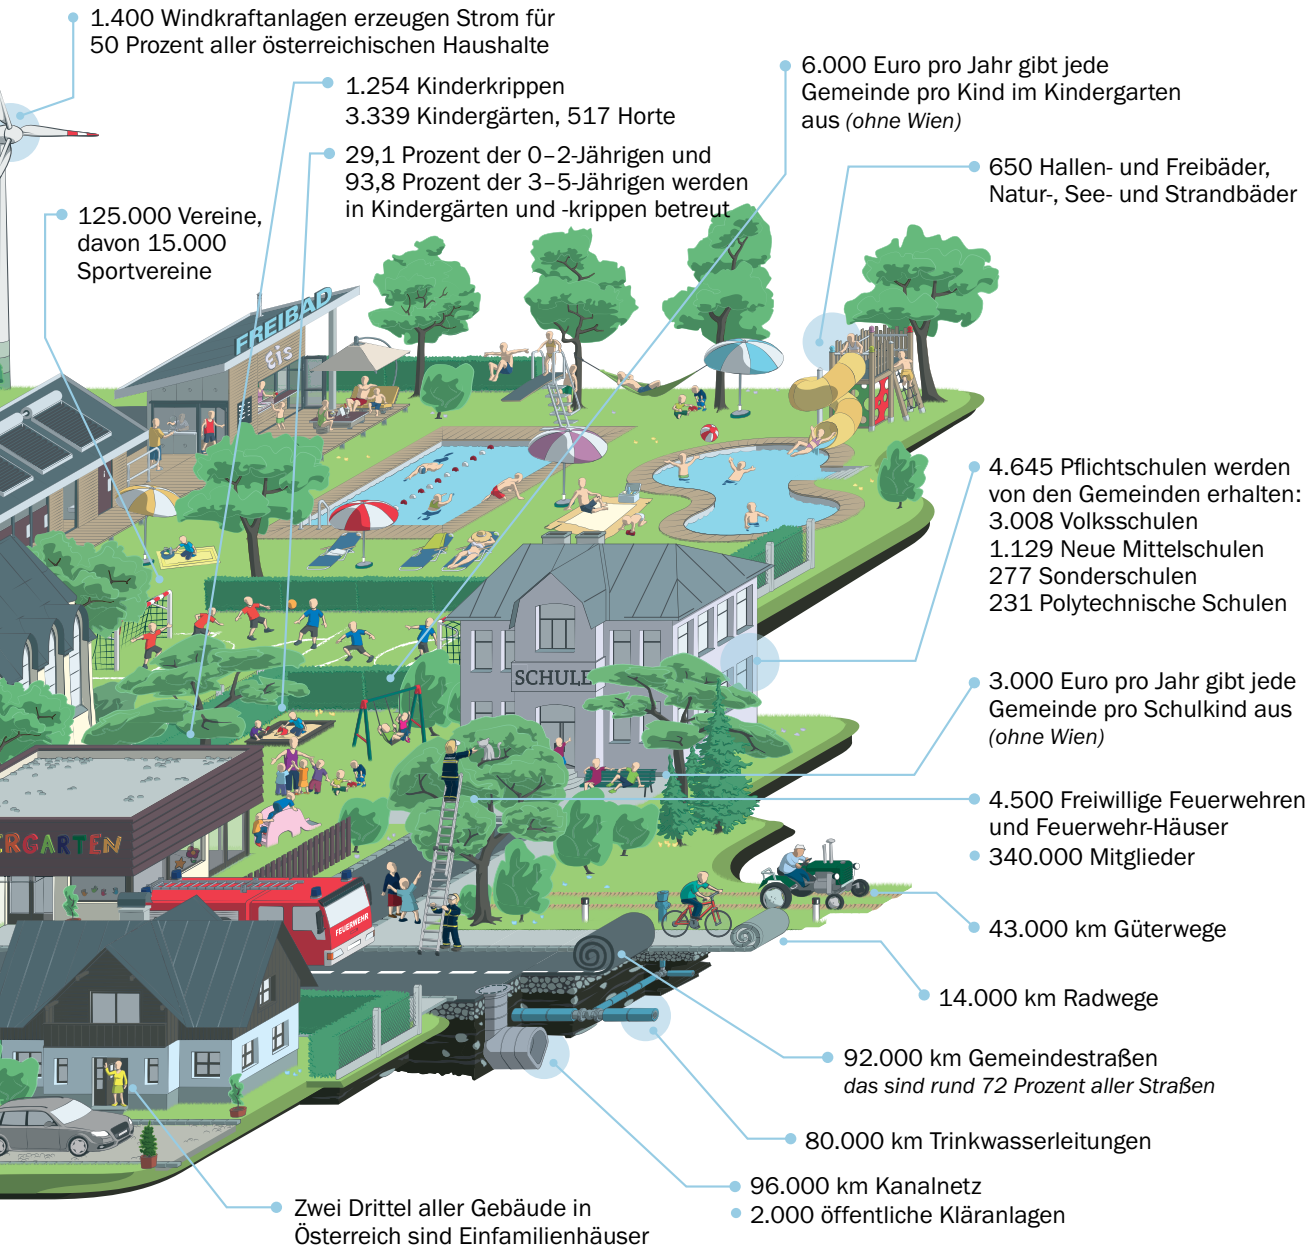 1.400 Windkraftanlagen erzeugen Strom für
50 Prozent aller österreichischen Haushalte
1.254 Kinderkrippen
3.339 Kindergärten, 517 Horte
29,1 Prozent der 0–2-Jährigen und
93,8 Prozent der 3–5-Jährigen werden
in Kindergärten und -krippen betreut
6.000 Euro pro Jahr gibt jede
Gemeinde pro Kind im Kindergarten
aus (ohne Wien)
650 Hallen- und Freibäder,
Natur-, See- und Strandbäder
125.000 Vereine,
davon 15.000
Sportvereine
FREIBAD
Eis
4.645 Pflichtschulen werden
von den Gemeinden erhalten:
3.008 Volksschulen
1.129 Neue Mittelschulen
277 Sonderschulen
231 Polytechnische Schulen
SCHULE
3.000 Euro pro Jahr gibt jede
Gemeinde pro Schulkind aus
(ohne Wien)
4.500 Freiwillige Feuerwehren
und Feuerwehr-Häuser
340.000 Mitglieder
ERGARTEN
FEUERWEHR
43.000 km Güterwege
14.000 km Radwege
92.000 km Gemeindestraßen
das sind rund 72 Prozent aller Straßen
80.000 km Trinkwasserleitungen
96.000 km Kanalnetz
2.000 öffentliche Kläranlagen
Zwei Drittel aller Gebäude in
Österreich sind Einfamilienhäuser